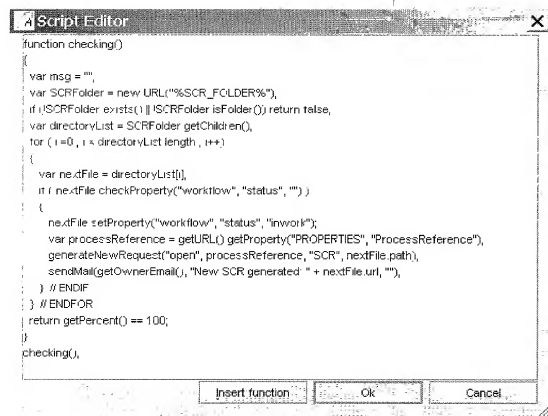 Script Editor
function checking()
{
var msg = "",
var SCRFolder = new URL("%SCR_FOLDER%"),
if (!SCRFolder exists() || !SCRFolder isFolder()) return false,
var directoryList = SCRFolder getChildren(),
for ( i=0 , i < directoryList length , i++)
{
var nextFile = directoryList[i],
if ( nextFile checkProperty("workflow", "status", "") )
{
nextFile setProperty("workflow", "status", "inwork");
var processReference = getURL() getProperty("PROPERTIES", "ProcessReference"),
generateNewRequest("open", processReference, "SCR", nextFile.path),
sendMail(getOwnerEmail(), "New SCR generated: " + nextFile.url, ""),
} // ENDIF
} // ENDFOR
return getPercent() == 100;
}
checking(),
Insert function Ok Cancel